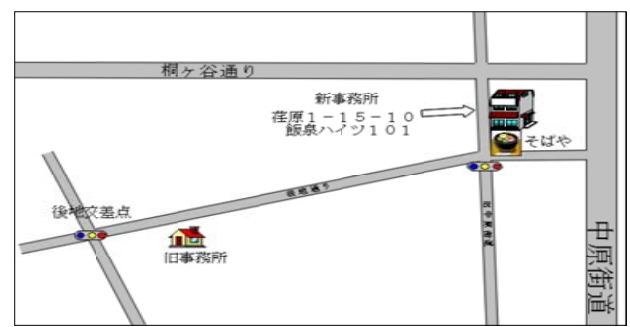 桐ヶ谷通り
新事務所
荏原1-15-10
飯泉ハイツ101
そばや
後地通り
後地交差点
旧事務所
中原街道